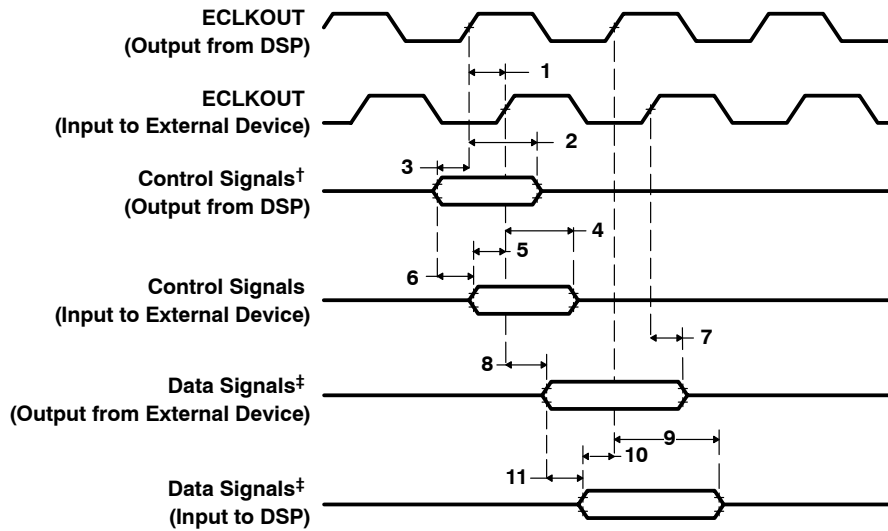 ECLKOUT
(Output from DSP)
1
ECLKOUT
(Input to External Device)
2
3
Control Signals†
(Output from DSP)
4
5
6
Control Signals
(Input to External Device)
7
8
Data Signals‡
(Output from External Device)
9
10
11
Data Signals‡
(Input to DSP)